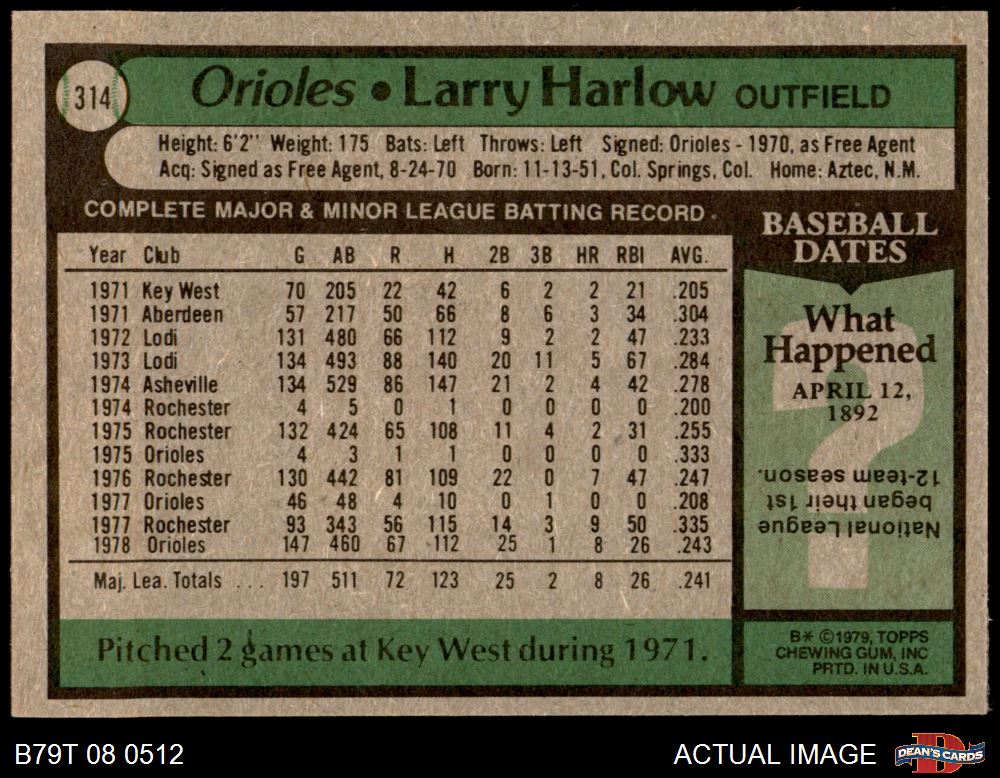 314
Orioles • Larry Harlow OUTFIELD
Height: 6'2" Weight: 175 Bats: Left Throws: Left Signed: Orioles - 1970, as Free Agent
Acq: Signed as Free Agent, 8-24-70 Born: 11-13-51, Col. Springs, Col. Home: Aztec, N.M.
COMPLETE MAJOR & MINOR LEAGUE BATTING RECORD
Year Club G AB R H 2B 3B HR RBI AVG.
1971 Key West 70 205 22 42 6 2 2 21 .205
1971 Aberdeen 57 217 50 66 8 6 3 34 .304
1972 Lodi 131 480 66 112 9 2 2 47 .233
1973 Lodi 134 493 88 140 20 11 5 67 .284
1974 Asheville 134 529 86 147 21 2 4 42 .278
1974 Rochester 4 5 0 1 0 0 0 0 .200
1975 Rochester 132 424 65 108 11 4 2 31 .255
1975 Orioles 4 3 1 1 0 0 0 0 .333
1976 Rochester 130 442 81 109 22 0 7 47 .247
1977 Orioles 46 48 4 10 0 1 0 0 .208
1977 Rochester 93 343 56 115 14 3 9 50 .335
1978 Orioles 147 460 67 112 25 1 8 26 .243
Maj. Lea. Totals ... 197 511 72 123 25 2 8 26 .241
Pitched 2 games at Key West during 1971.
BASEBALL
DATES
What
Happened
APRIL 12,
1892
National League
began their 1st
12-team season.
B* ©1979, TOPPS
CHEWING GUM, INC
PRTD. IN U.S.A.
B79T 08 0512
ACTUAL IMAGE
DEAN'S CARDS